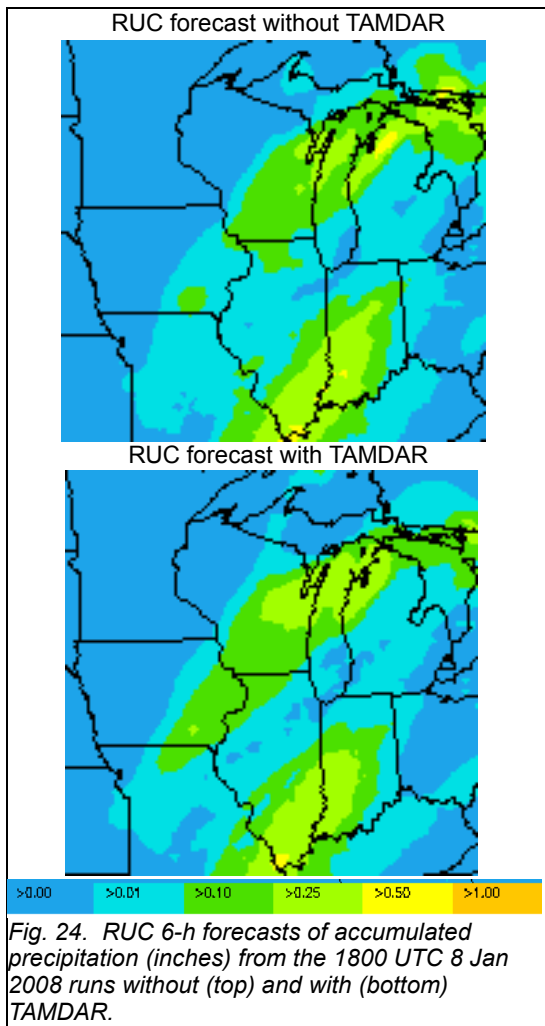 RUC forecast without TAMDAR
RUC forecast with TAMDAR
>0.00 >0.01 >0.10 >0.25 >0.50 >1.00
Fig. 24. RUC 6-h forecasts of accumulated
precipitation (inches) from the 1800 UTC 8 Jan
2008 runs without (top) and with (bottom)
TAMDAR.